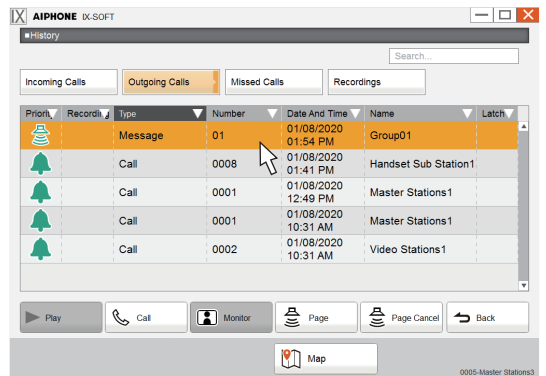 AIPHONE IX-SOFT
■History
Search...
Incoming Calls Outgoing Calls Missed Calls Recordings
Priority Recording Type Number Date And Time Name Latch
Message 01 01/08/2020 01:54 PM Group01
Call 0008 01/08/2020 01:41 PM Handset Sub Station1
Call 0001 01/08/2020 12:49 PM Master Stations1
Call 0001 01/08/2020 10:31 AM Master Stations1
Call 0002 01/08/2020 10:31 AM Video Stations1
Play Call Monitor Page Page Cancel Back
Map
0005-Master Stations3